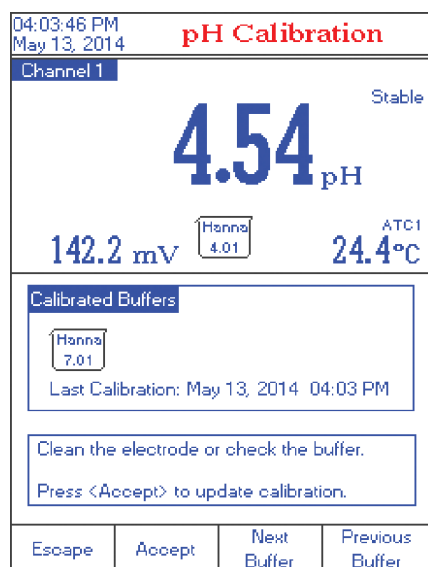 04:03:46 PM
May 13, 2014
pH Calibration
Channel 1
Stable
4.54 pH
142.2 mV
Hanna
4.01
ATC1
24.4°C
Calibrated Buffers
Hanna
7.01
Last Calibration: May 13, 2014 04:03 PM
Clean the electrode or check the buffer.
Press <Accept> to update calibration.
Escape
Accept
Next
Buffer
Previous
Buffer